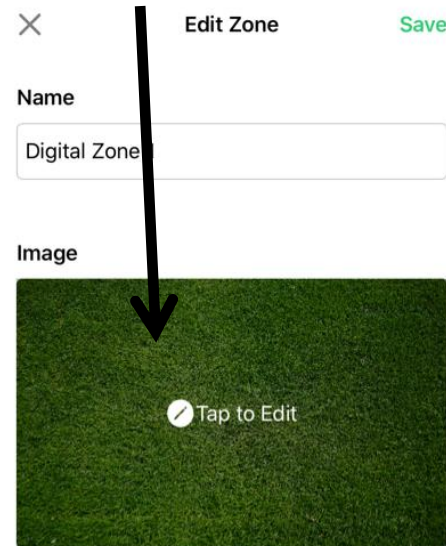 Edit Zone
Save
Name
Digital Zone
Image
Tap to Edit